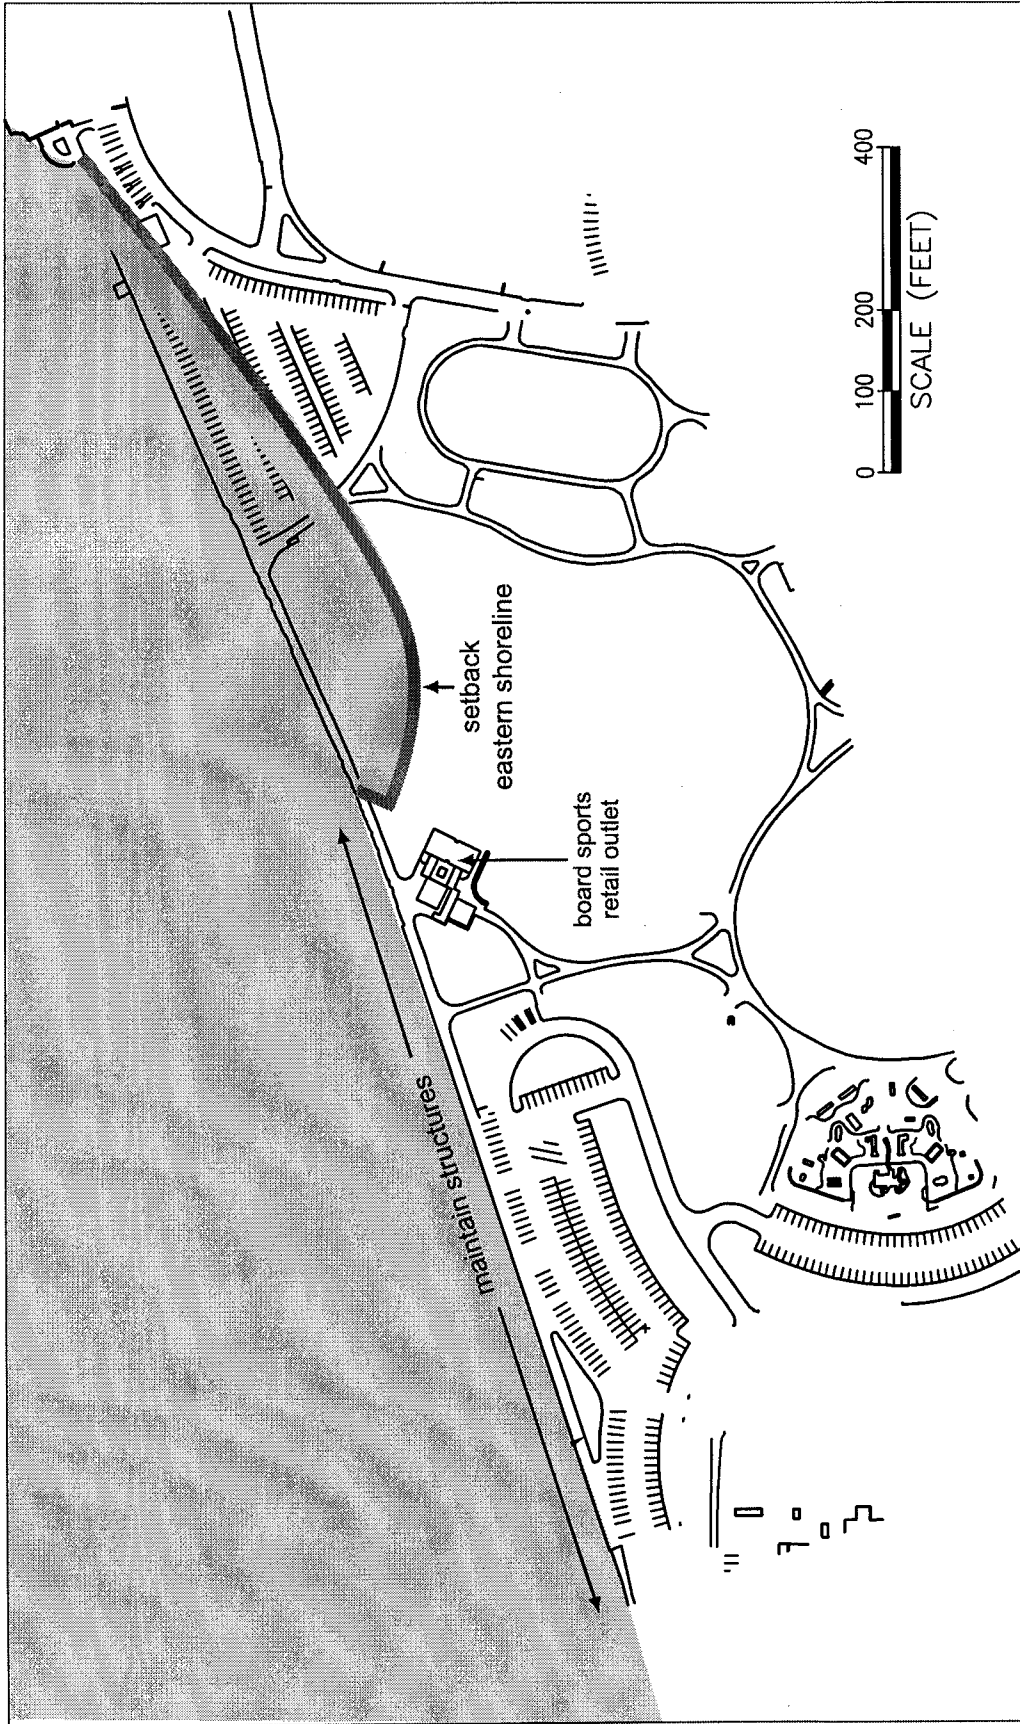 maintain structures
board sports
retail outlet
setback
eastern shoreline
0 100 200 400
SCALE (FEET)